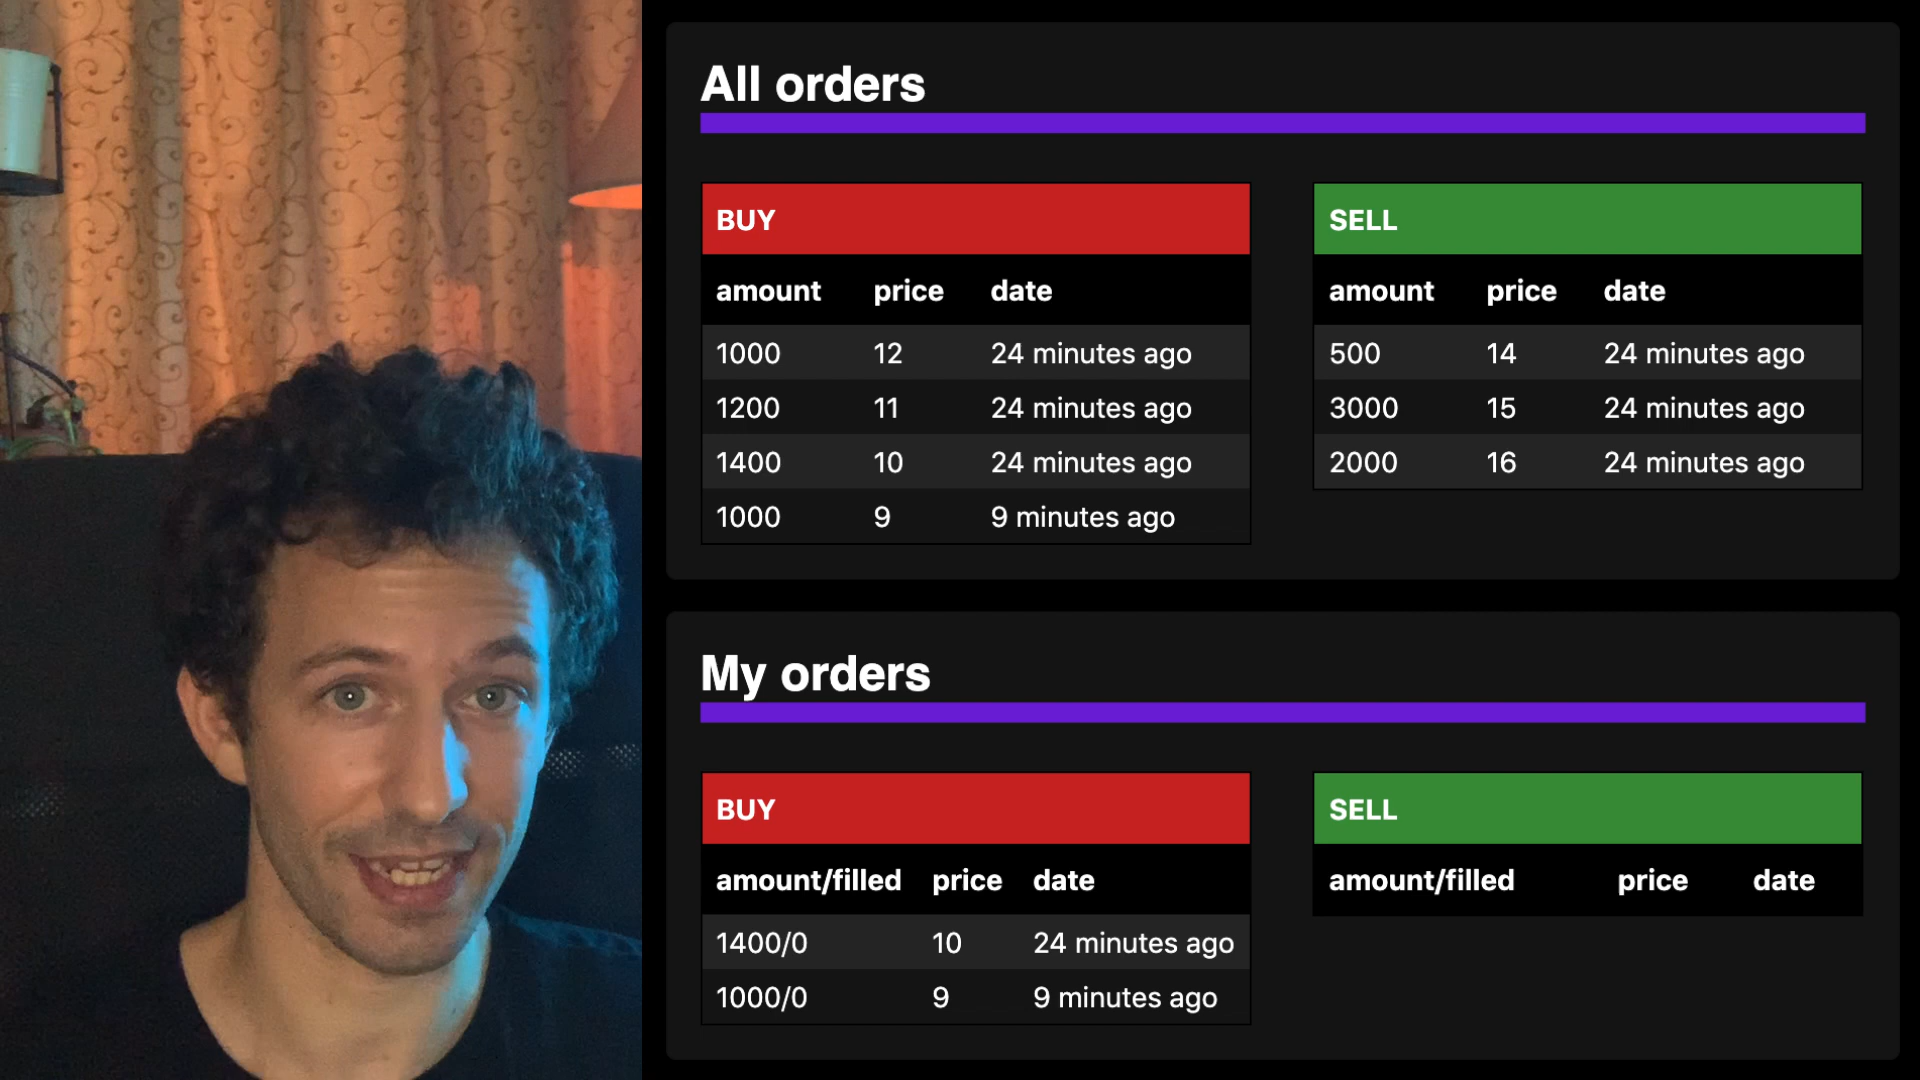 All orders
BUY
amount price date
1000 12 24 minutes ago
1200 11 24 minutes ago
1400 10 24 minutes ago
1000 9 9 minutes ago
SELL
amount price date
500 14 24 minutes ago
3000 15 24 minutes ago
2000 16 24 minutes ago
My orders
BUY
amount/filled price date
1400/0 10 24 minutes ago
1000/0 9 9 minutes ago
SELL
amount/filled price date